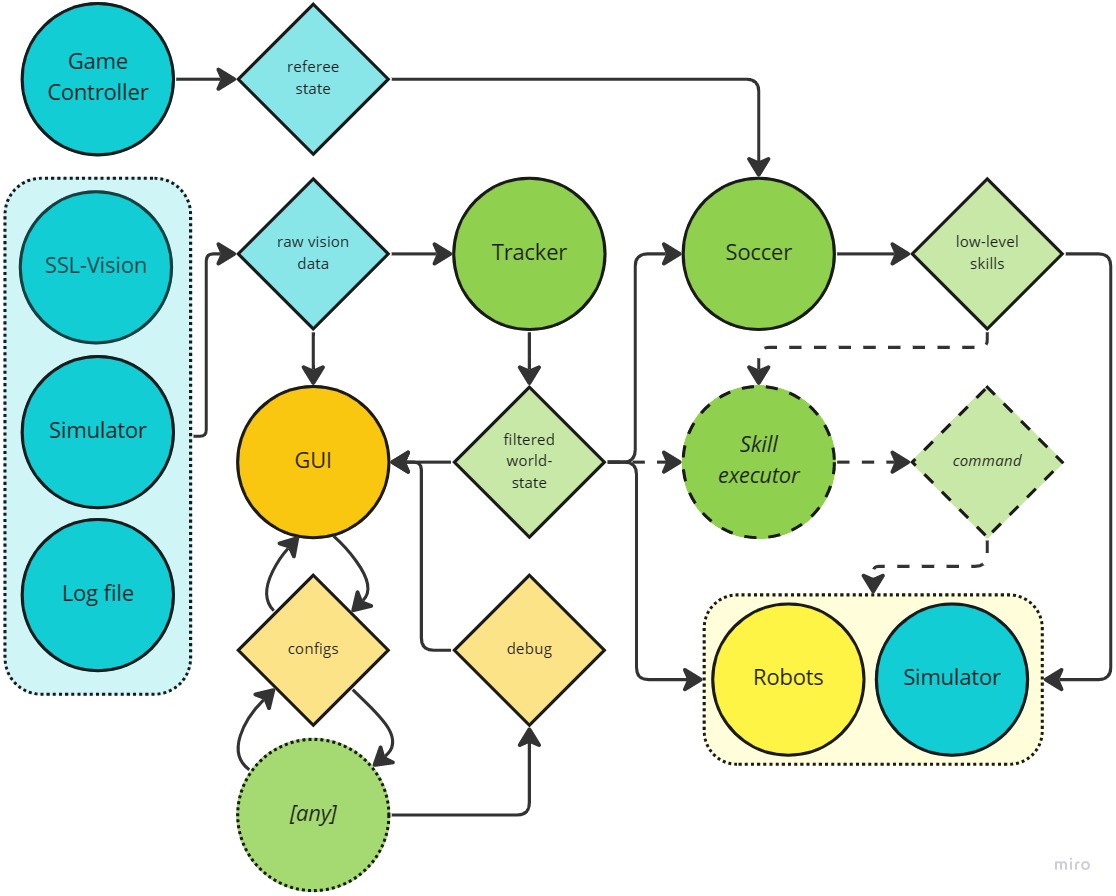 Game
Controller
referee
state
SSL-Vision
Simulator
Log file
raw vision
data
Tracker
Soccer
low-level
skills
GUI
filtered
world-
state
Skill
executor
command
configs
debug
Robots
Simulator
[any]
miro